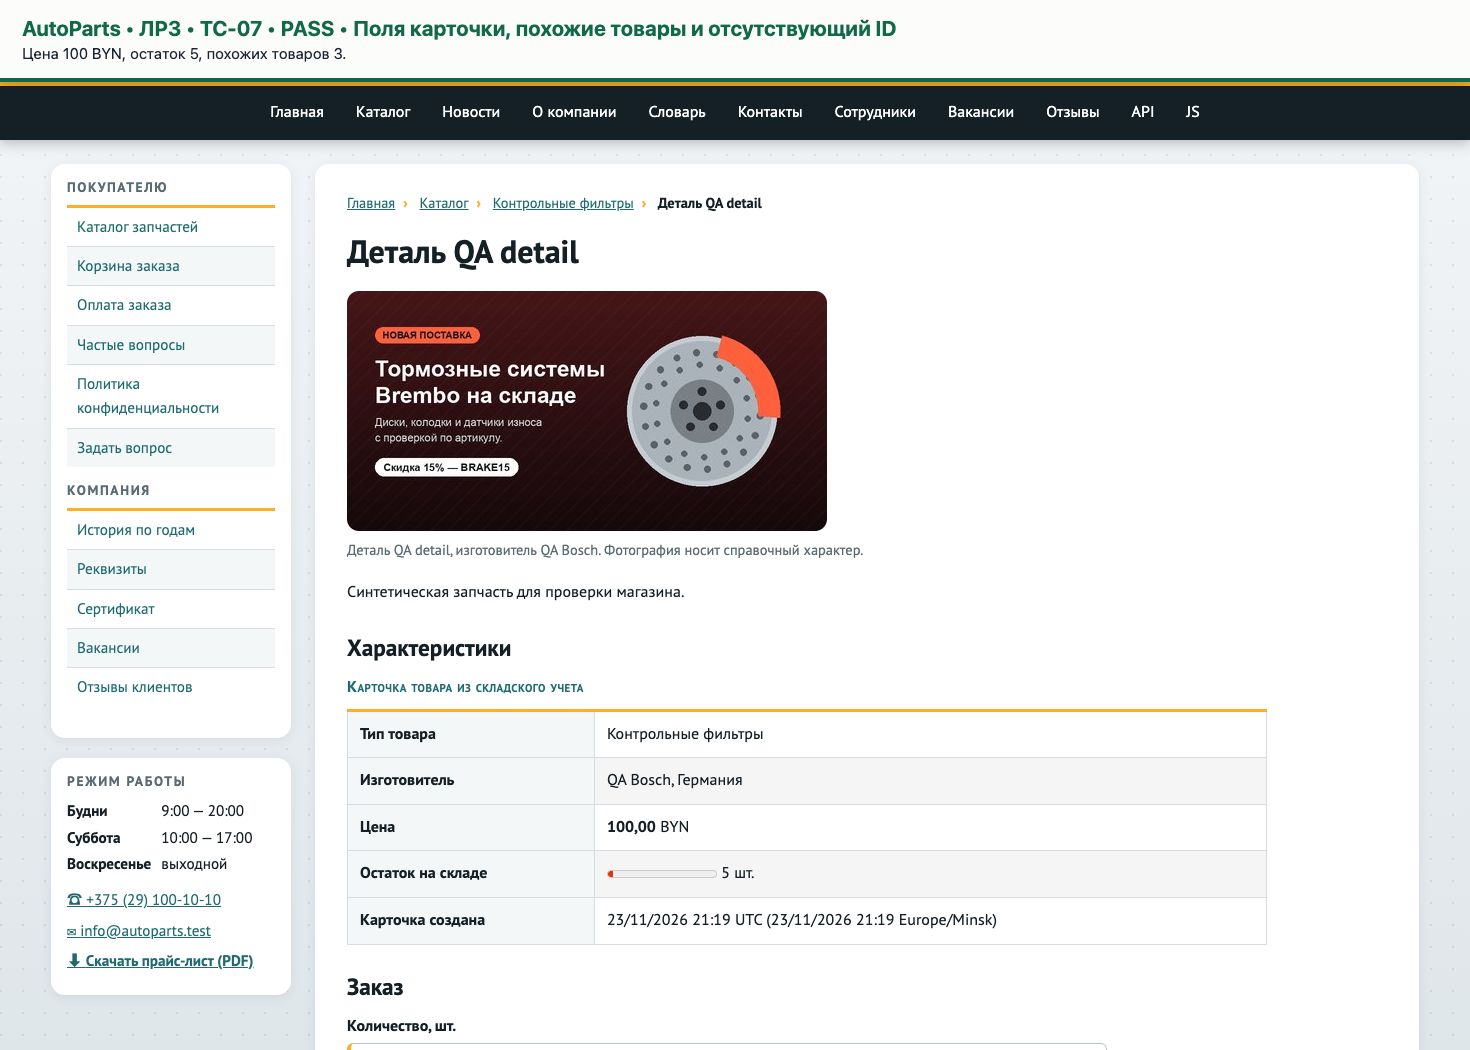 AutoParts • ЛР3 • TC-07 • PASS • Поля карточки, похожие товары и отсутствующий ID
Цена 100 BYN, остаток 5, похожих товаров 3.
Главная Каталог Новости О компании Словарь Контакты Сотрудники Вакансии Отзывы API JS
ПОКУПАТЕЛЮ
Каталог запчастей
Корзина заказа
Оплата заказа
Частые вопросы
Политика
конфиденциальности
Задать вопрос
КОМПАНИЯ
История по годам
Реквизиты
Сертификат
Вакансии
Отзывы клиентов
РЕЖИМ РАБОТЫ
Будни 9:00 — 20:00
Суббота 10:00 — 17:00
Воскресенье выходной
☎ +375 (29) 100-10-10
✉ info@autoparts.test
⬇ Скачать прайс-лист (PDF)
Главная › Каталог › Контрольные фильтры › Деталь QA detail
Деталь QA detail
НОВАЯ ПОСТАВКА
Тормозные системы
Brembo на складе
Диски, колодки и датчики износа
с проверкой по артикулу.
Скидка 15% — BRAKE15
Деталь QA detail, изготовитель QA Bosch. Фотография носит справочный характер.
Синтетическая запчасть для проверки магазина.
Характеристики
Карточка товара из складского учета
Тип товара Контрольные фильтры
Изготовитель QA Bosch, Германия
Цена 100,00 BYN
Остаток на складе 5 шт.
Карточка создана 23/11/2026 21:19 UTC (23/11/2026 21:19 Europe/Minsk)
Заказ
Количество, шт.